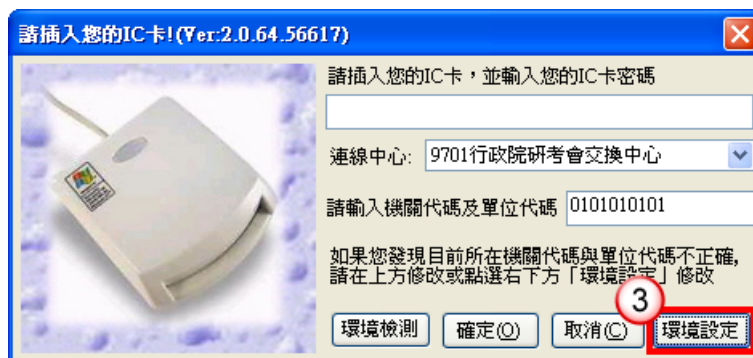 請插入您的IC卡!(Ver:2.0.64.56617)
請插入您的IC卡，並輸入您的IC卡密碼
連線中心: 9701行政院研考會交換中心
請輸入機關代碼及單位代碼 0101010101
如果您發現目前所在機關代碼與單位代碼不正確,
請在上方修改或點選右下方「環境設定」修改
3
環境檢測 確定(O) 取消(C) 環境設定